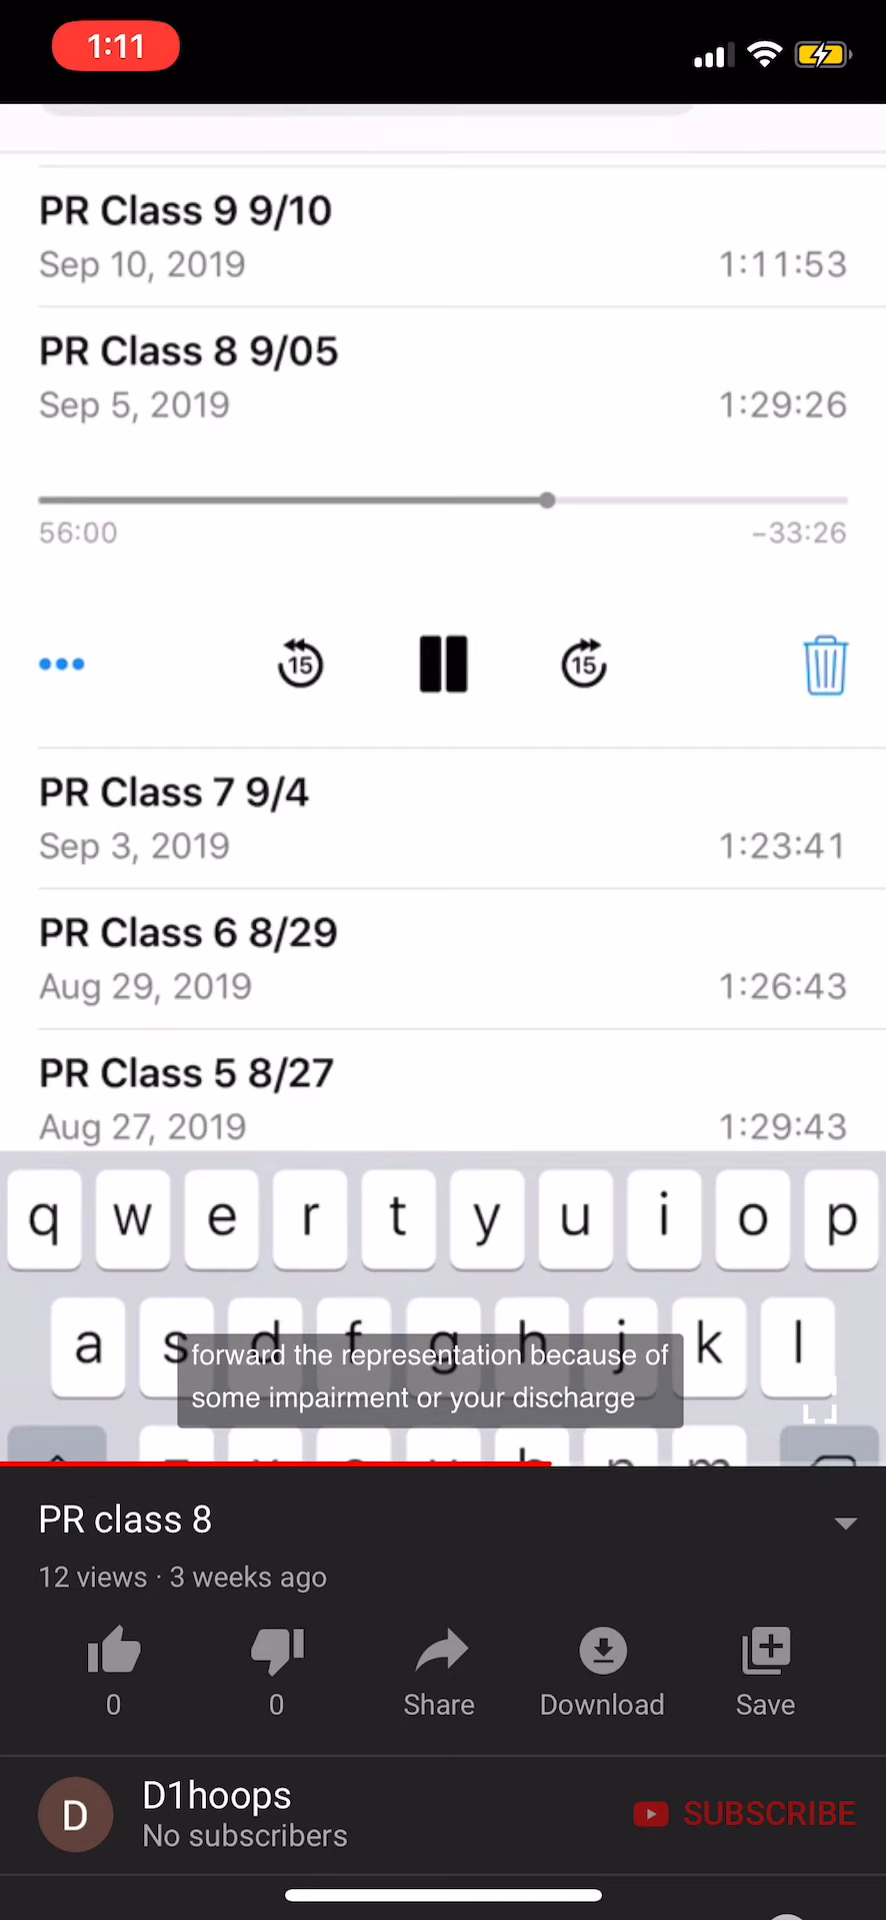 1:11
PR Class 9 9/10
Sep 10, 2019 1:11:53
PR Class 8 9/05
Sep 5, 2019 1:29:26
56:00 -33:26
15 15
PR Class 7 9/4
Sep 3, 2019 1:23:41
PR Class 6 8/29
Aug 29, 2019 1:26:43
PR Class 5 8/27
Aug 27, 2019 1:29:43
q w e r t y u i o p
a s d f g h j k l
forward the representation because of
some impairment or your discharge
PR class 8
12 views · 3 weeks ago
0 0 Share Download Save
D D1hoops SUBSCRIBE
No subscribers